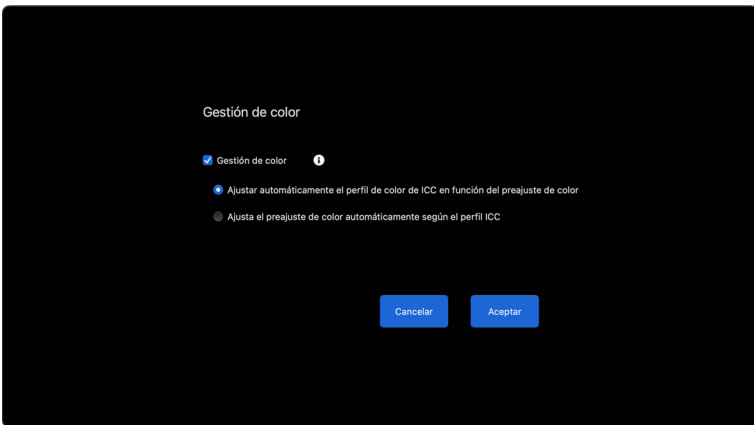 Gestión de color
Gestión de color
Ajustar automáticamente el perfil de color de ICC en función del preajuste de color
Ajusta el preajuste de color automáticamente según el perfil ICC
Cancelar Aceptar